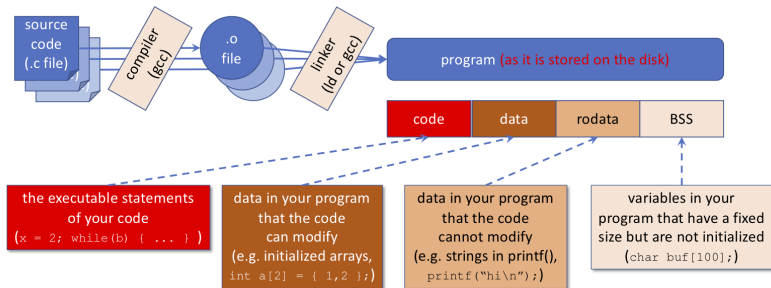 source
code
(.c file)
compiler
(gcc)
.o
file
linker
(ld or gcc)
program (as it is stored on the disk)
code
data
rodata
BSS
the executable statements
of your code
(x = 2; while(b) { ... } )
data in your program
that the code
can modify
(e.g. initialized arrays,
int a[2] = { 1,2 };)
data in your program
that the code
cannot modify
(e.g. strings in printf(),
printf(“hi\n”);)
variables in your
program that have a fixed
size but are not initialized
(char buf[100];)